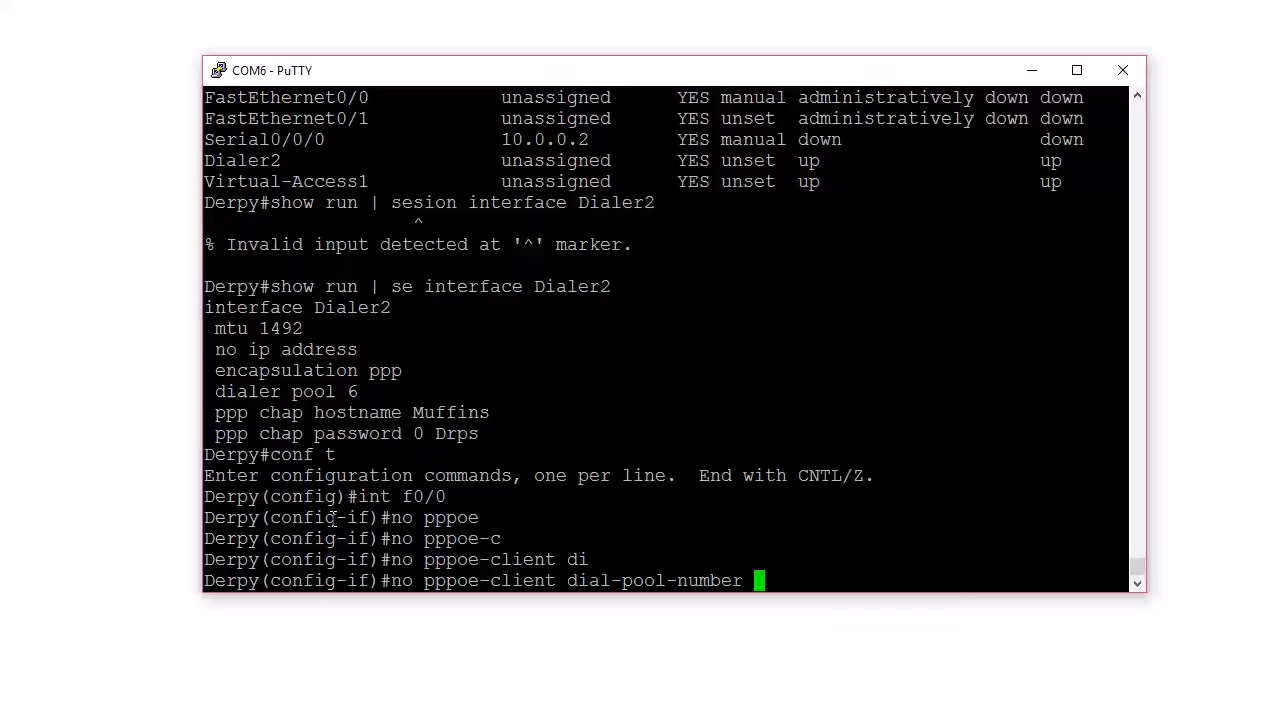 COM6 - PuTTY
FastEthernet0/0 unassigned YES manual administratively down down
FastEthernet0/1 unassigned YES unset administratively down down
Serial0/0/0 10.0.0.2 YES manual down down
Dialer2 unassigned YES unset up up
Virtual-Access1 unassigned YES unset up up
Derpy#show run | sesion interface Dialer2
^
% Invalid input detected at '^' marker.
Derpy#show run | se interface Dialer2
interface Dialer2
mtu 1492
no ip address
encapsulation ppp
dialer pool 6
ppp chap hostname Muffins
ppp chap password 0 Drps
Derpy#conf t
Enter configuration commands, one per line. End with CNTL/Z.
Derpy(config)#int f0/0
Derpy(config-if)#no pppoe
Derpy(config-if)#no pppoe-c
Derpy(config-if)#no pppoe-client di
Derpy(config-if)#no pppoe-client dial-pool-number